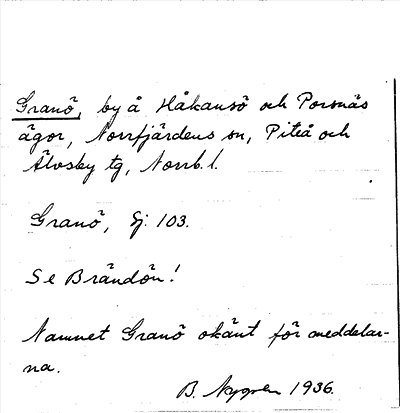 Granö, by å Håkansö och Porsnäs
ägor, Norrfjärdens sn, Piteå och
Älvsby tg, Norrb. l.
Granö, Sj: 103.
Se Brändön!
Namnet Granö okänt för meddelar-
na.
B. Nygren 1936.